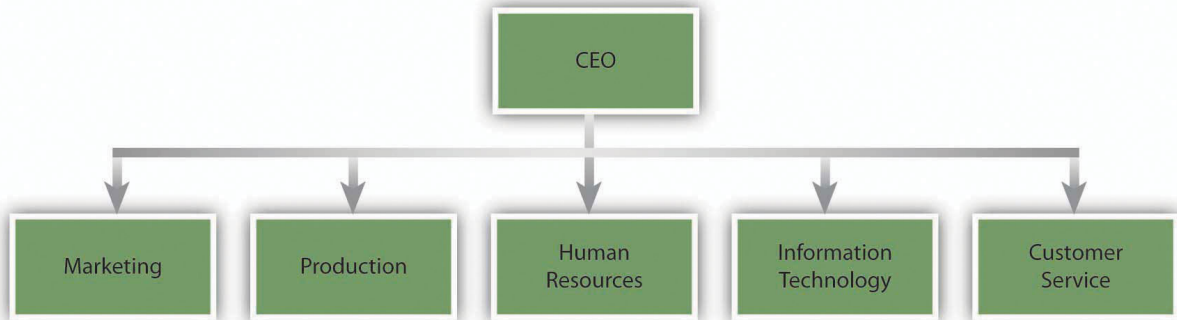 CEO
Marketing
Production
Human
Resources
Information
Technology
Customer
Service